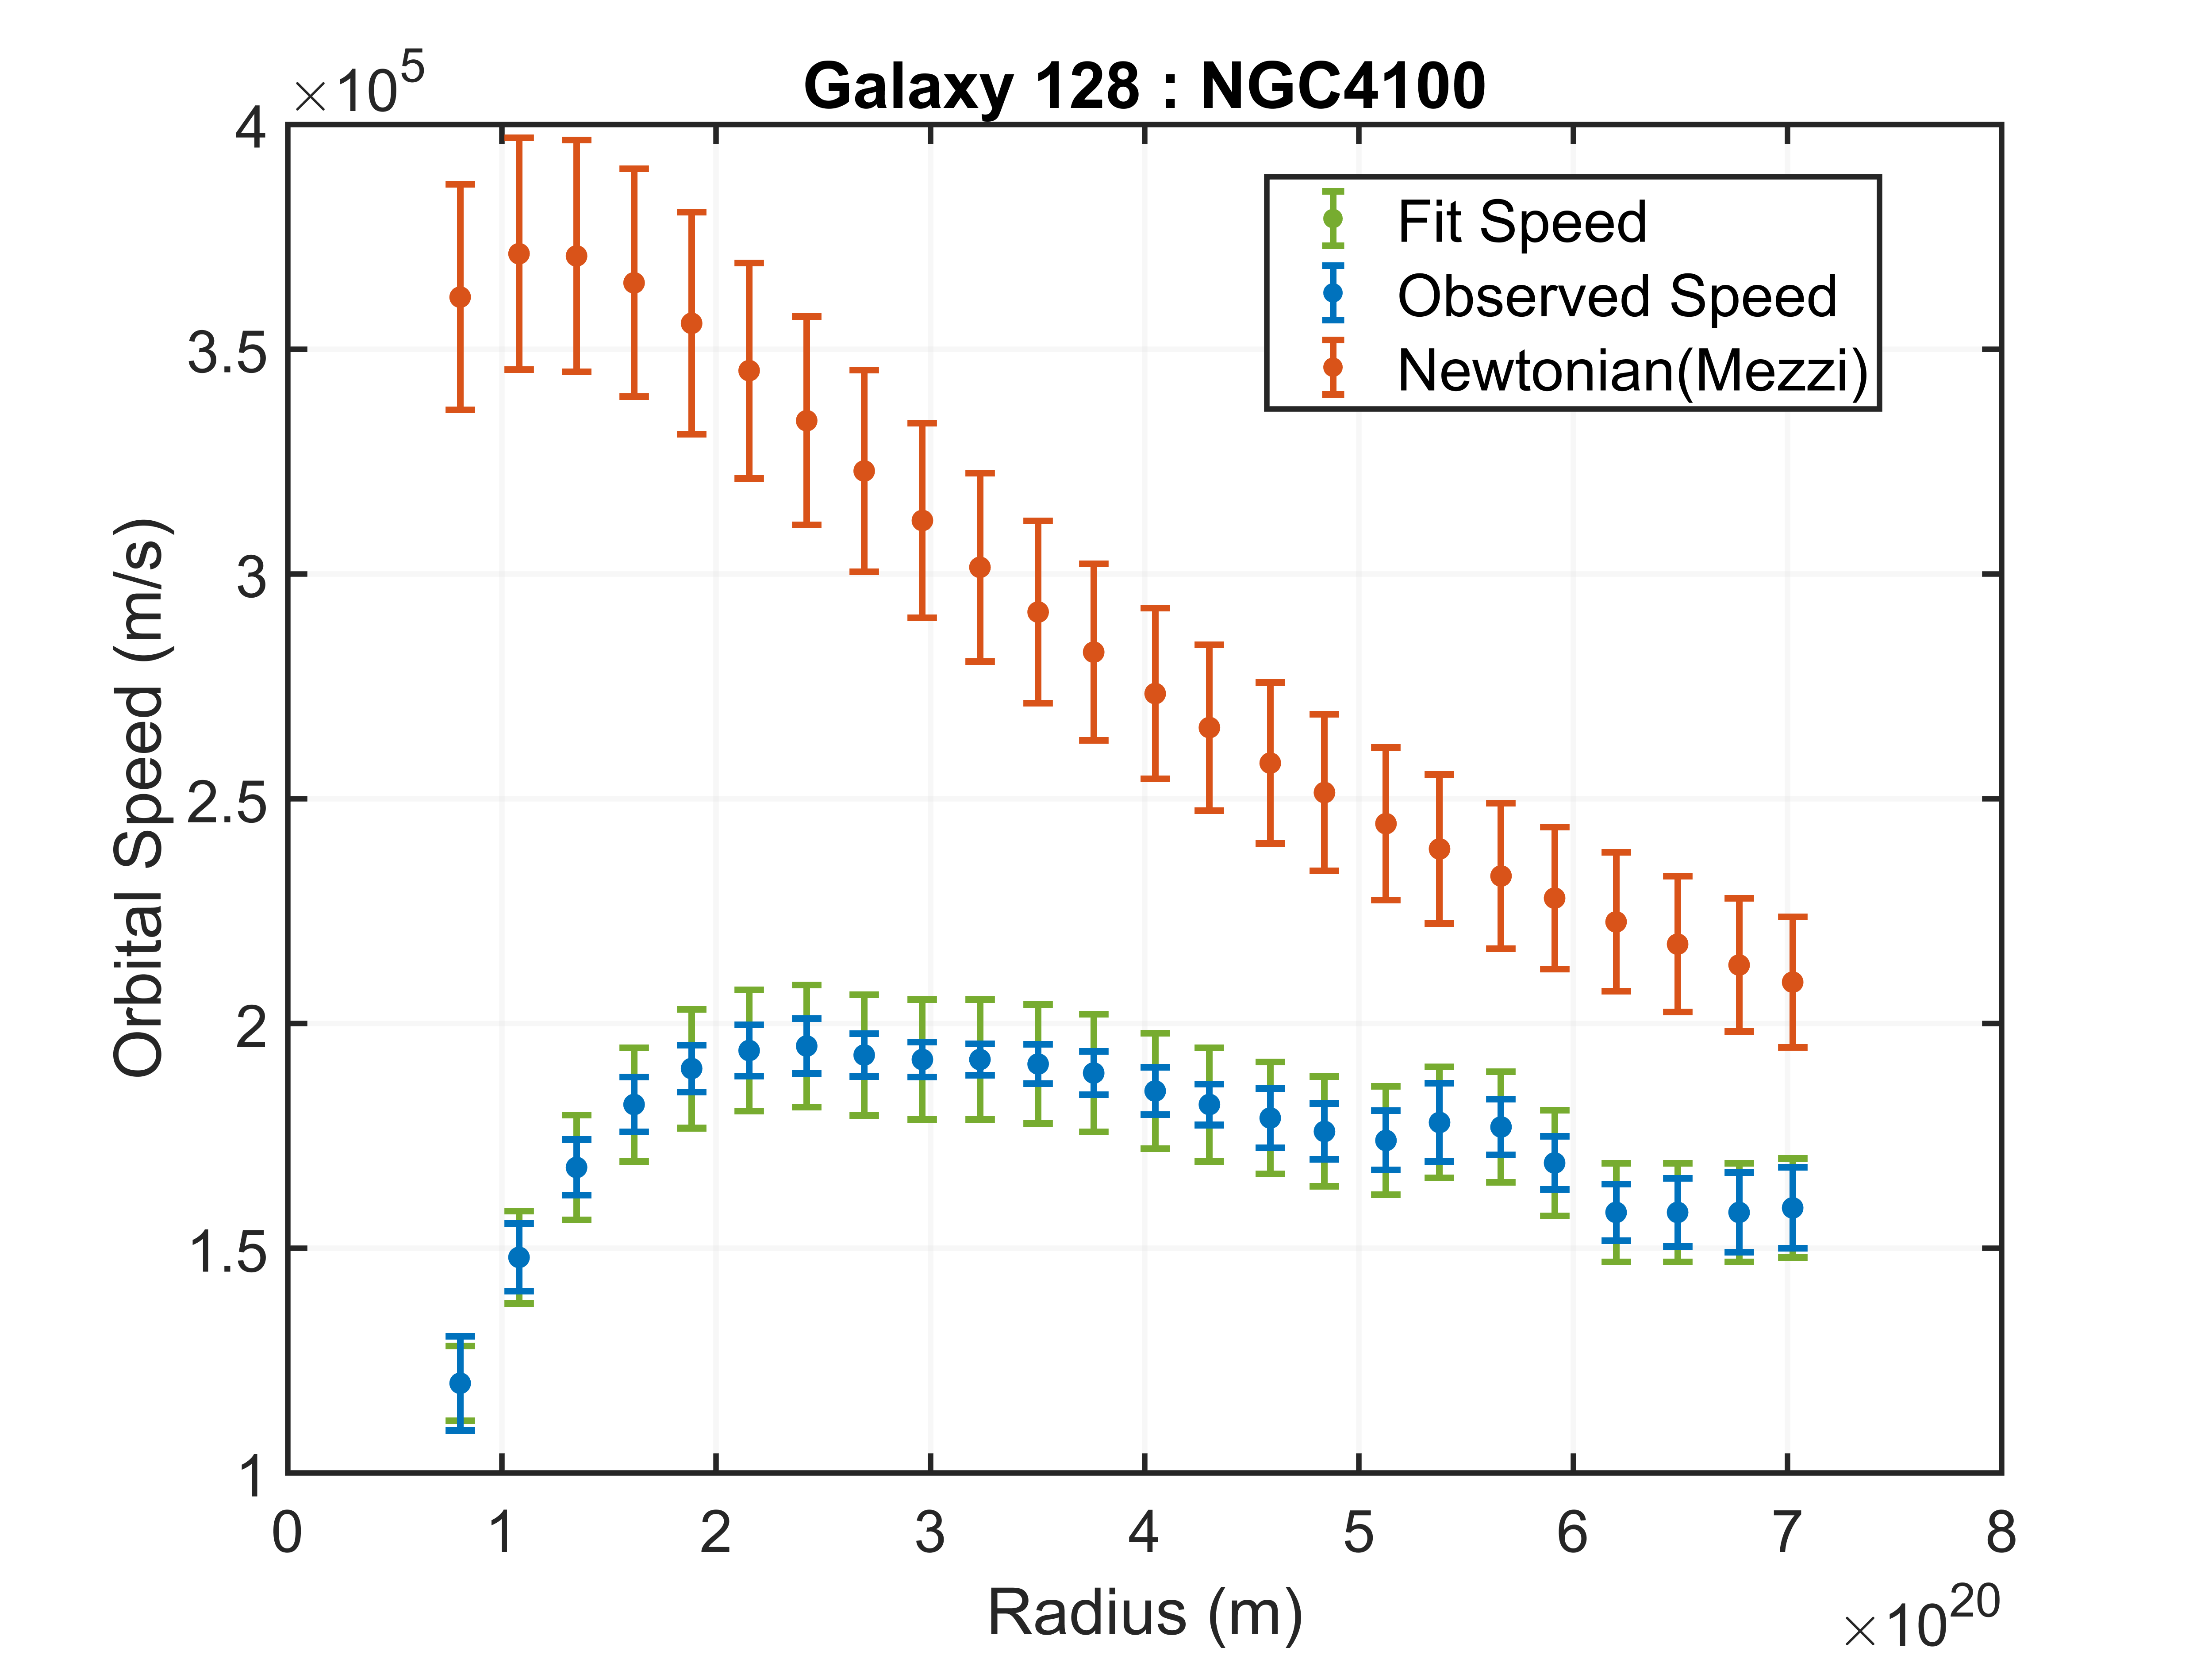 ×10^5
Galaxy 128 : NGC4100
4
3.5
3
2.5
2
1.5
1
Orbital Speed (m/s)
Fit Speed
Observed Speed
Newtonian(Mezzi)
0 1 2 3 4 5 6 7 8
Radius (m)
×10^20